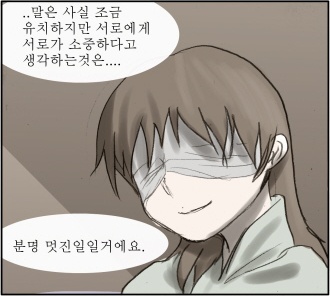 ..말은 사실 조금
유치하지만 서로에게
서로가 소중하다고
생각하는것은....
분명 멋진일일거에요.